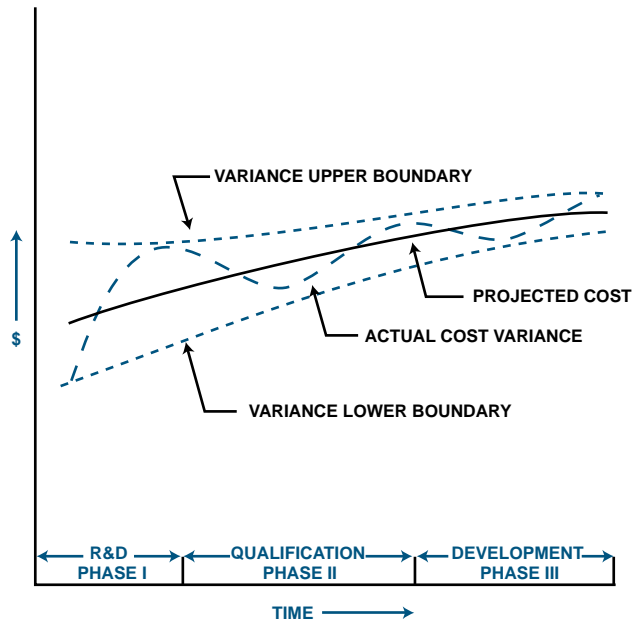 VARIANCE UPPER BOUNDARY
$
PROJECTED COST
ACTUAL COST VARIANCE
VARIANCE LOWER BOUNDARY
R&D
PHASE I
QUALIFICATION
PHASE II
DEVELOPMENT
PHASE III
TIME